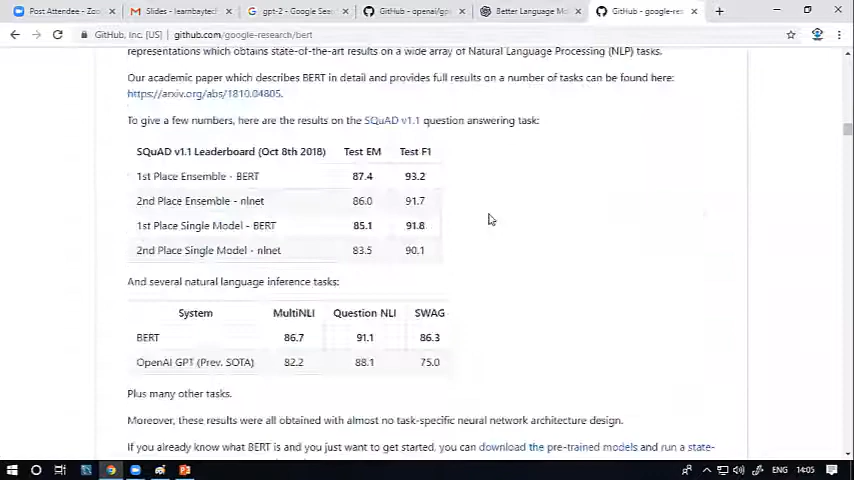 Post Attendee - Zoo
Slides - learnbaytech
gpt-2 - Google Sear
GitHub - openai/gp
Better Language Mo
GitHub - google-res
GitHub, Inc. [US] | github.com/google-research/bert
representations which obtains state-of-the-art results on a wide array of Natural Language Processing (NLP) tasks.
Our academic paper which describes BERT in detail and provides full results on a number of tasks can be found here:
https://arxiv.org/abs/1810.04805.
To give a few numbers, here are the results on the SQuAD v1.1 question answering task:
SQuAD v1.1 Leaderboard (Oct 8th 2018) Test EM Test F1
1st Place Ensemble - BERT 87.4 93.2
2nd Place Ensemble - nlnet 86.0 91.7
1st Place Single Model - BERT 85.1 91.8
2nd Place Single Model - nlnet 83.5 90.1
And several natural language inference tasks:
System MultiNLI Question NLI SWAG
BERT 86.7 91.1 86.3
OpenAI GPT (Prev. SOTA) 82.2 88.1 75.0
Plus many other tasks.
Moreover, these results were all obtained with almost no task-specific neural network architecture design.
If you already know what BERT is and you just want to get started, you can download the pre-trained models and run a state-
ENG 14:05